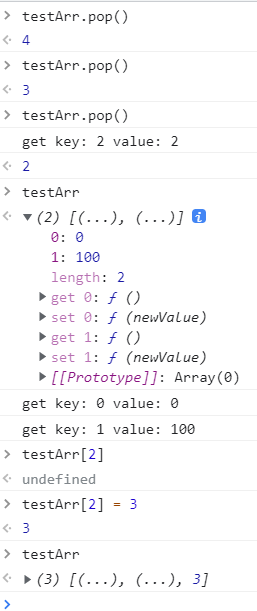 > testArr.pop()
4
> testArr.pop()
3
> testArr.pop()
get key: 2 value: 2
2
> testArr
▼ (2) [(...), (...)] i
0: 0
1: 100
length: 2
▶ get 0: ƒ ()
▶ set 0: ƒ (newValue)
▶ get 1: ƒ ()
▶ set 1: ƒ (newValue)
▶ [[Prototype]]: Array(0)
get key: 0 value: 0
get key: 1 value: 100
> testArr[2]
undefined
> testArr[2] = 3
3
> testArr
▶ (3) [(...), (...), 3]
>